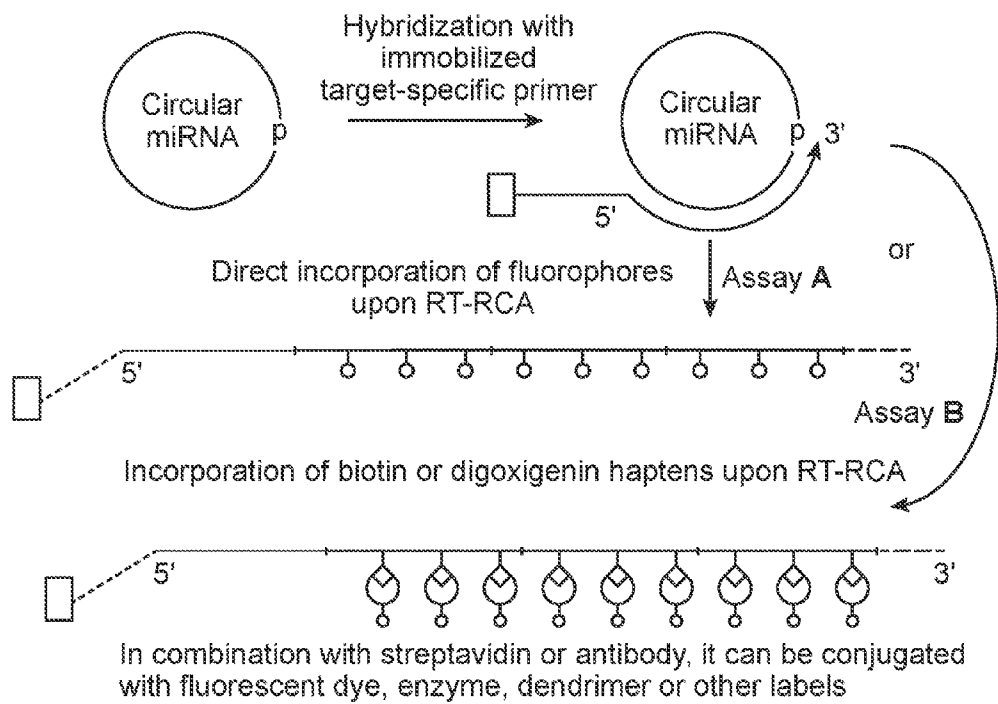 Hybridization with
immobilized
target-specific primer
Circular
miRNA
p
Circular
miRNA
p
3'
5'
or
Direct incorporation of fluorophores
upon RT-RCA
Assay A
5'
3'
Assay B
Incorporation of biotin or digoxigenin haptens upon RT-RCA
5'
3'
In combination with streptavidin or antibody, it can be conjugated
with fluorescent dye, enzyme, dendrimer or other labels